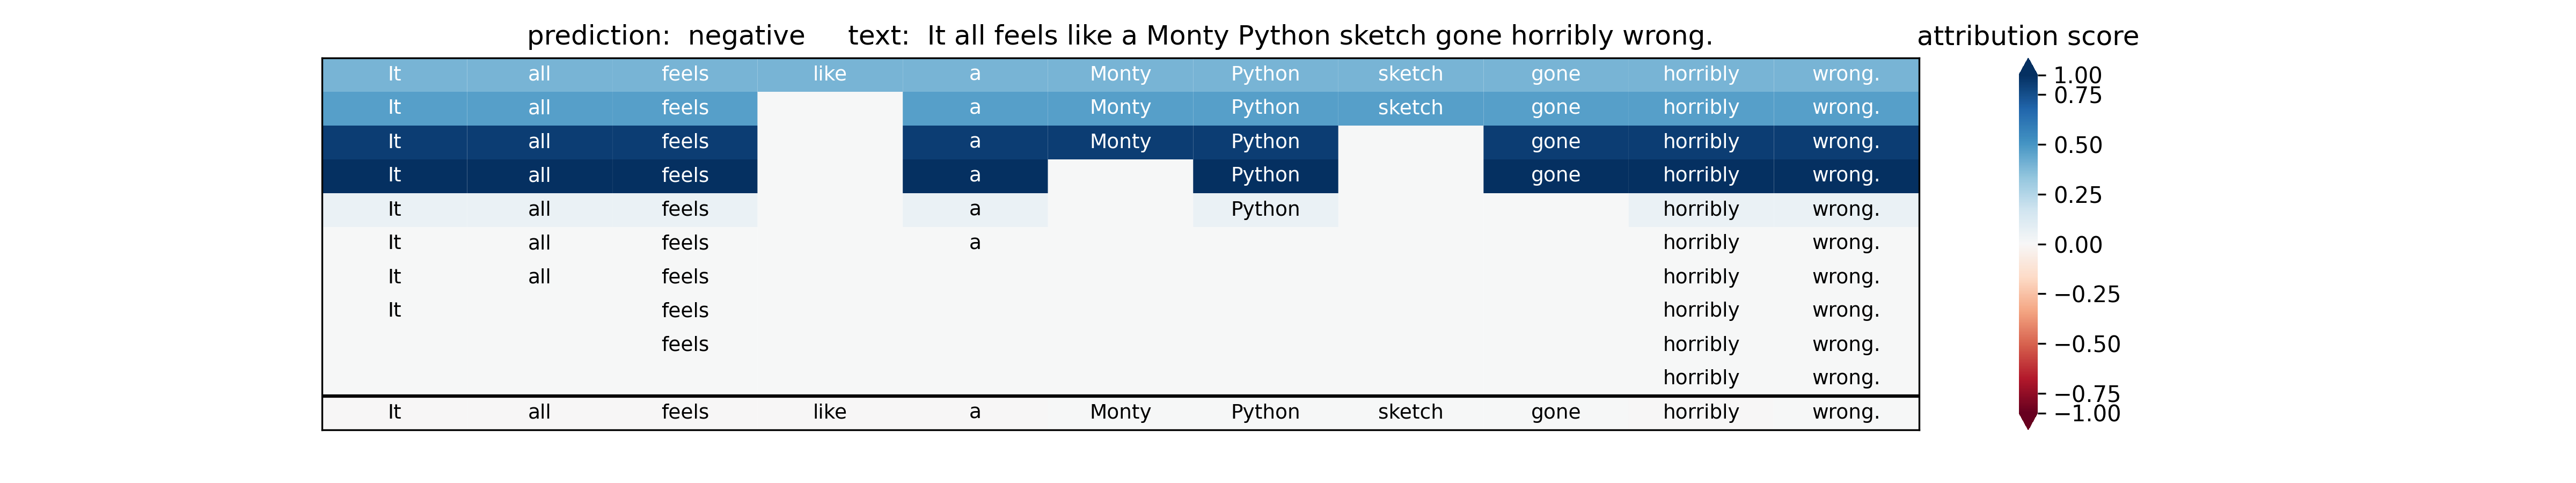 prediction:  negative     text:  It all feels like a Monty Python sketch gone horribly wrong.
attribution score
It all feels like a Monty Python sketch gone horribly wrong.
It all feels a Monty Python sketch gone horribly wrong.
It all feels a Monty Python gone horribly wrong.
It all feels a Python gone horribly wrong.
It all feels a Python horribly wrong.
It all feels a horribly wrong.
It all feels horribly wrong.
It feels horribly wrong.
feels horribly wrong.
horribly wrong.
It all feels like a Monty Python sketch gone horribly wrong.
1.00
0.75
0.50
0.25
0.00
−0.25
−0.50
−0.75
−1.00